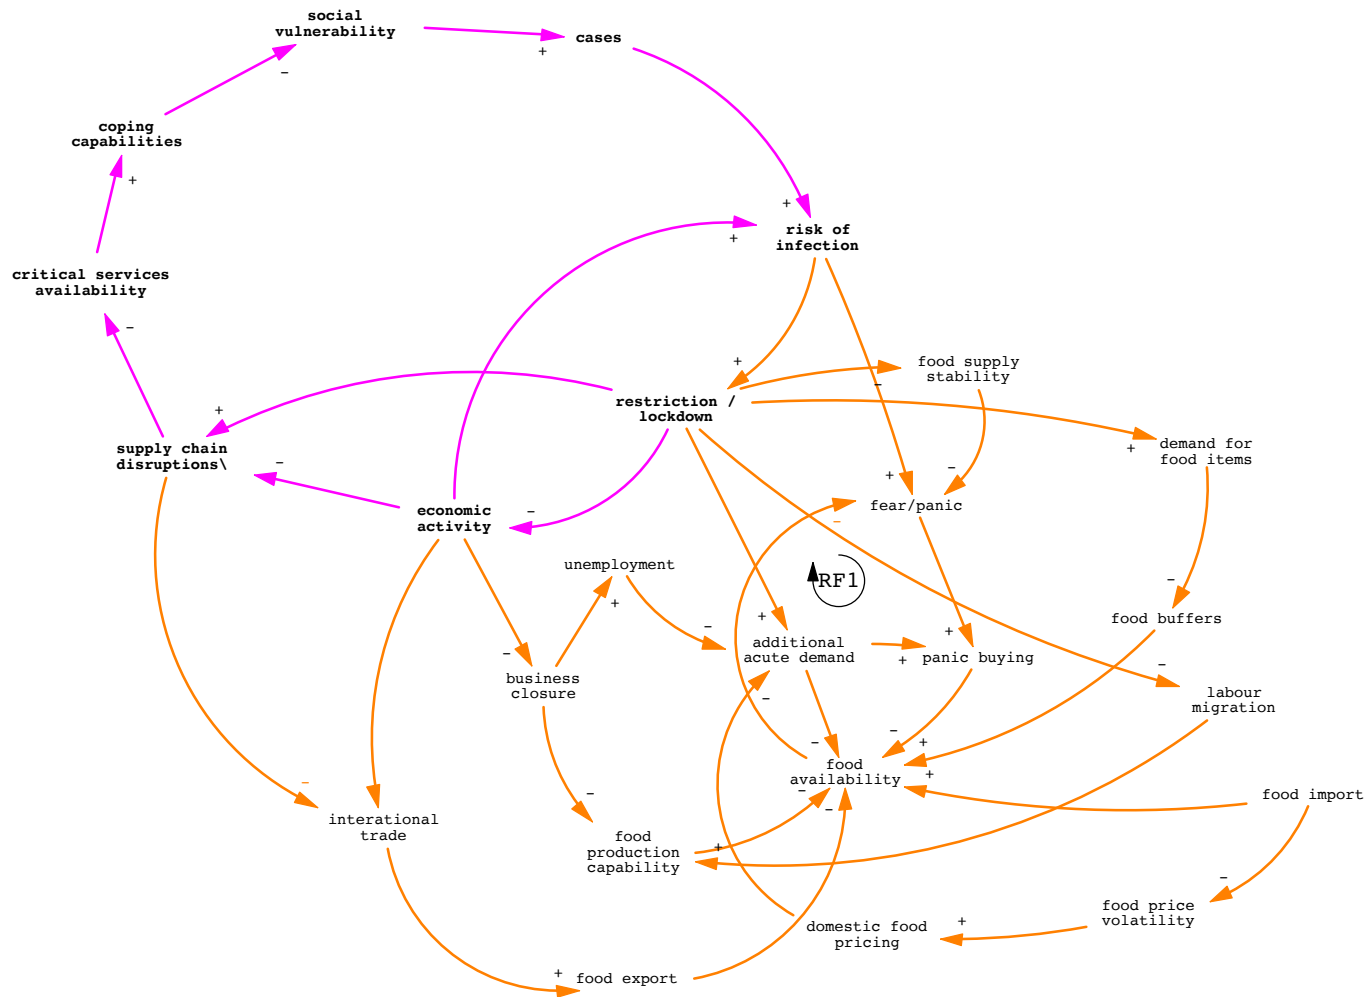 social
vulnerability
+
cases
−
coping
capabilities
+
+
risk of
infection
+
critical services
availability
−
+
food supply
stability
−
restriction /
lockdown
+
demand for
food items
+
supply chain
disruptions\
−
−
+
fear/panic
−
economic
activity
−
unemployment
+
RF1
−
food buffers
−
+
additional
acute demand
+
+
panic buying
−
−
business
closure
−
labour
migration
−
−
+
food
availability
+
−
−
−
−
food import
interational
trade
−
food
production
capability
+
−
food price
volatility
+
domestic food
pricing
+
food export